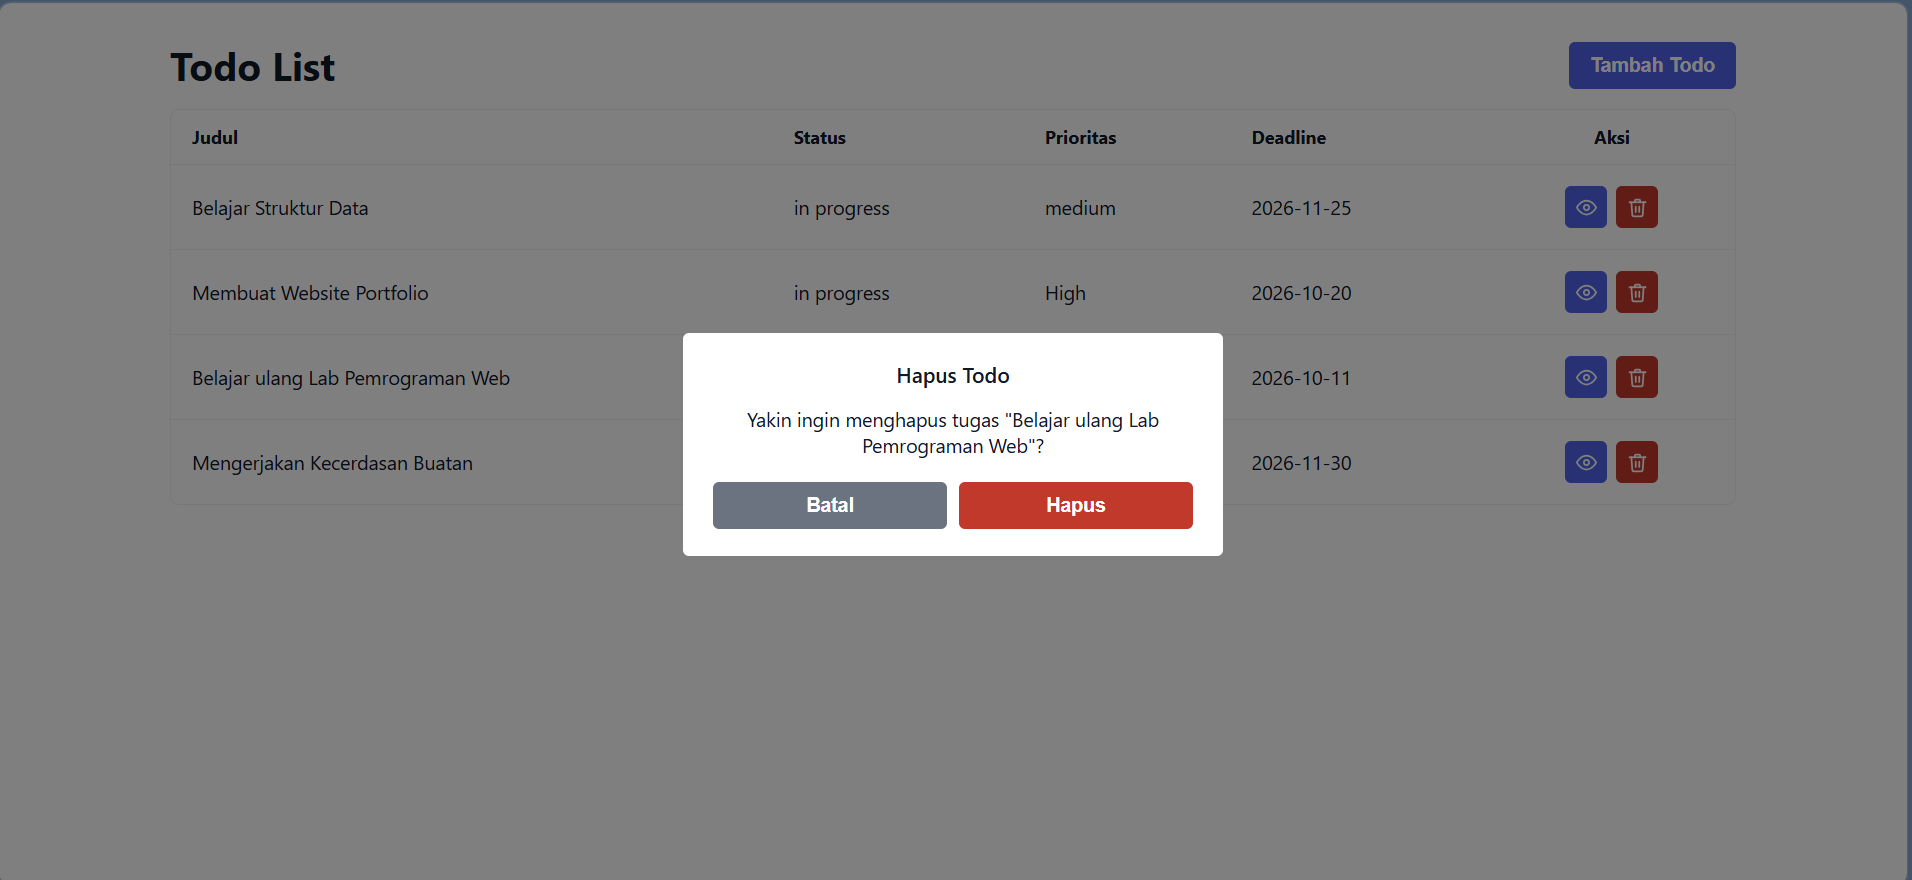 Todo List
Tambah Todo
Judul Status Prioritas Deadline Aksi
Belajar Struktur Data in progress medium 2026-11-25
Membuat Website Portfolio in progress High 2026-10-20
Belajar ulang Lab Pemrograman Web 2026-10-11
Mengerjakan Kecerdasan Buatan 2026-11-30
Hapus Todo
Yakin ingin menghapus tugas "Belajar ulang Lab
Pemrograman Web"?
Batal Hapus